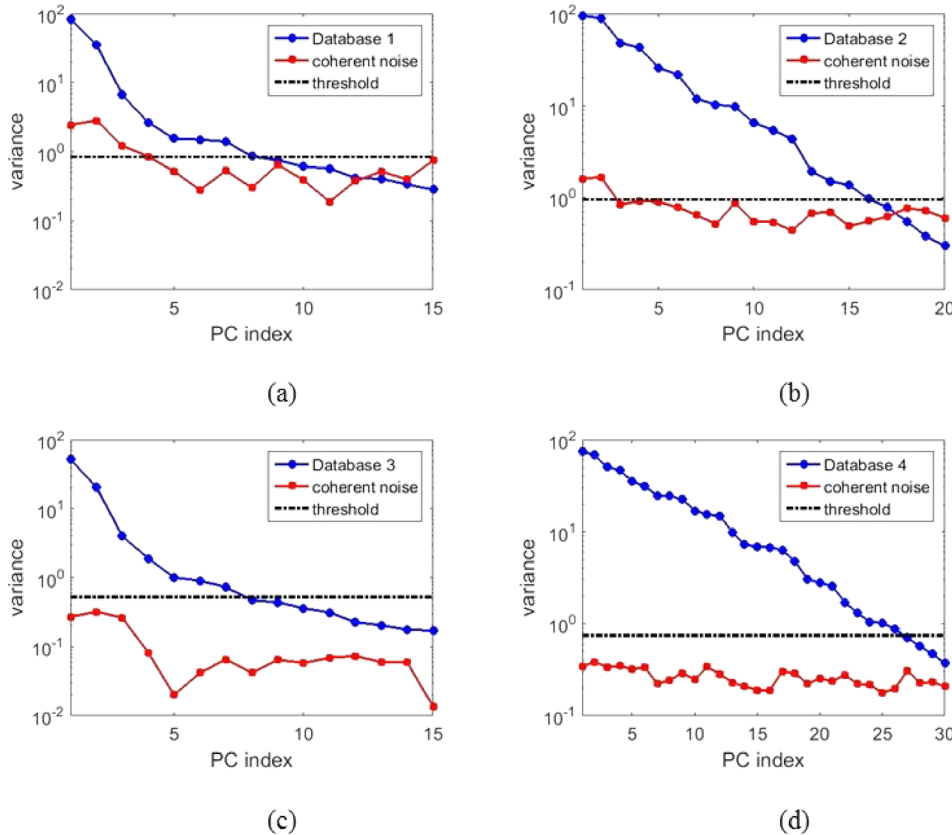 10^2
10^1
10^0
10^-1
10^-2
variance
5
10
15
PC index
Database 1
coherent noise
threshold
(a)
10^2
10^1
10^0
10^-1
variance
5
10
15
20
PC index
Database 2
coherent noise
threshold
(b)
10^2
10^1
10^0
10^-1
10^-2
variance
5
10
15
PC index
Database 3
coherent noise
threshold
(c)
10^2
10^1
10^0
10^-1
variance
5
10
15
20
25
30
PC index
Database 4
coherent noise
threshold
(d)